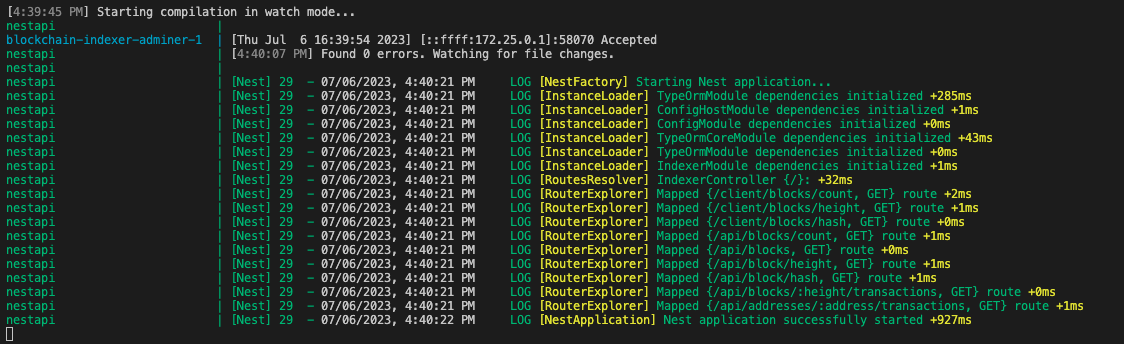 [4:39:45 PM] Starting compilation in watch mode...
nestapi |
blockchain-indexer-adminer-1 | [Thu Jul  6 16:39:54 2023] [::ffff:172.25.0.1]:58070 Accepted
nestapi | [4:40:07 PM] Found 0 errors. Watching for file changes.
nestapi |
nestapi | [Nest] 29  - 07/06/2023, 4:40:21 PM     LOG [NestFactory] Starting Nest application...
nestapi | [Nest] 29  - 07/06/2023, 4:40:21 PM     LOG [InstanceLoader] TypeOrmModule dependencies initialized +285ms
nestapi | [Nest] 29  - 07/06/2023, 4:40:21 PM     LOG [InstanceLoader] ConfigHostModule dependencies initialized +1ms
nestapi | [Nest] 29  - 07/06/2023, 4:40:21 PM     LOG [InstanceLoader] ConfigModule dependencies initialized +0ms
nestapi | [Nest] 29  - 07/06/2023, 4:40:21 PM     LOG [InstanceLoader] TypeOrmCoreModule dependencies initialized +43ms
nestapi | [Nest] 29  - 07/06/2023, 4:40:21 PM     LOG [InstanceLoader] TypeOrmModule dependencies initialized +0ms
nestapi | [Nest] 29  - 07/06/2023, 4:40:21 PM     LOG [InstanceLoader] IndexerModule dependencies initialized +1ms
nestapi | [Nest] 29  - 07/06/2023, 4:40:21 PM     LOG [RoutesResolver] IndexerController {/}: +32ms
nestapi | [Nest] 29  - 07/06/2023, 4:40:21 PM     LOG [RouterExplorer] Mapped {/client/blocks/count, GET} route +2ms
nestapi | [Nest] 29  - 07/06/2023, 4:40:21 PM     LOG [RouterExplorer] Mapped {/client/blocks/height, GET} route +1ms
nestapi | [Nest] 29  - 07/06/2023, 4:40:21 PM     LOG [RouterExplorer] Mapped {/client/blocks/hash, GET} route +0ms
nestapi | [Nest] 29  - 07/06/2023, 4:40:21 PM     LOG [RouterExplorer] Mapped {/api/blocks/count, GET} route +1ms
nestapi | [Nest] 29  - 07/06/2023, 4:40:21 PM     LOG [RouterExplorer] Mapped {/api/blocks, GET} route +0ms
nestapi | [Nest] 29  - 07/06/2023, 4:40:21 PM     LOG [RouterExplorer] Mapped {/api/block/height, GET} route +1ms
nestapi | [Nest] 29  - 07/06/2023, 4:40:21 PM     LOG [RouterExplorer] Mapped {/api/block/hash, GET} route +1ms
nestapi | [Nest] 29  - 07/06/2023, 4:40:21 PM     LOG [RouterExplorer] Mapped {/api/blocks/:height/transactions, GET} route +0ms
nestapi | [Nest] 29  - 07/06/2023, 4:40:21 PM     LOG [RouterExplorer] Mapped {/api/addresses/:address/transactions, GET} route +1ms
nestapi | [Nest] 29  - 07/06/2023, 4:40:22 PM     LOG [NestApplication] Nest application successfully started +927ms